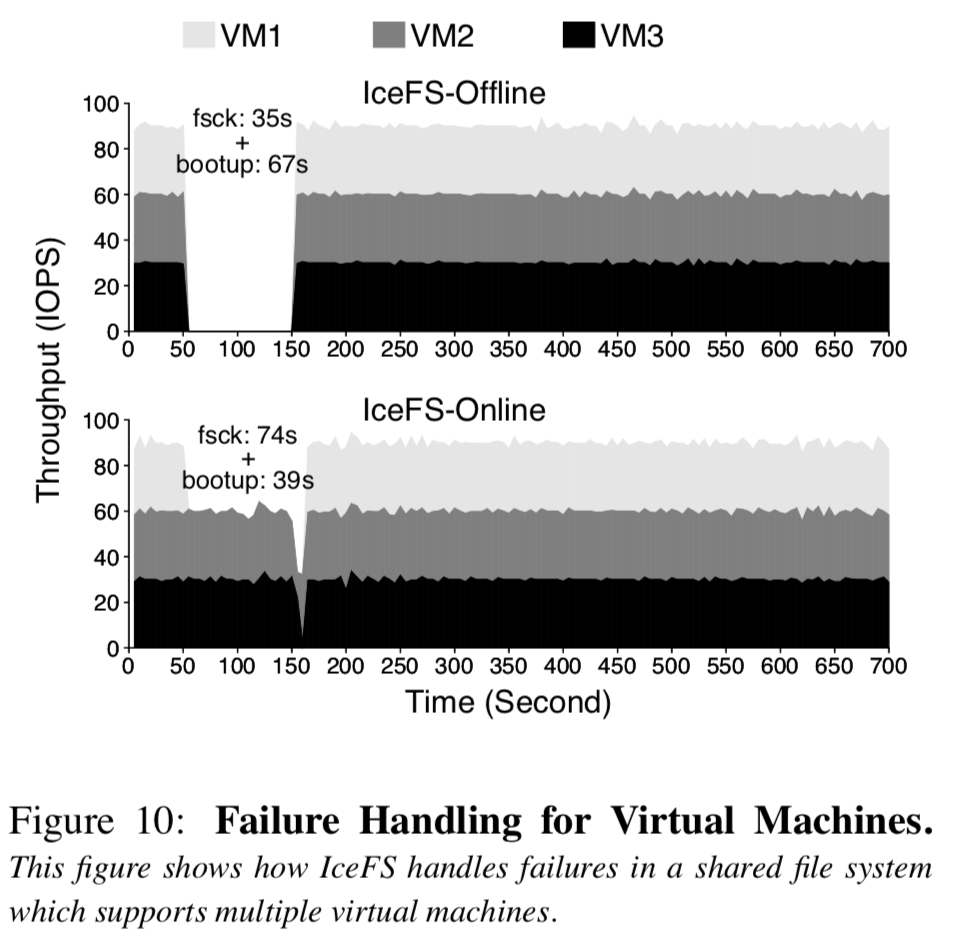 VM1 VM2 VM3
IceFS-Offline
100
80
60
40
20
0
fsck: 35s
+
bootup: 67s
0 50 100 150 200 250 300 350 400 450 500 550 600 650 700
Throughput (IOPS)
IceFS-Online
100
80
60
40
20
0
fsck: 74s
+
bootup: 39s
0 50 100 150 200 250 300 350 400 450 500 550 600 650 700
Time (Second)
Figure 10: Failure Handling for Virtual Machines.
This figure shows how IceFS handles failures in a shared file system
which supports multiple virtual machines.